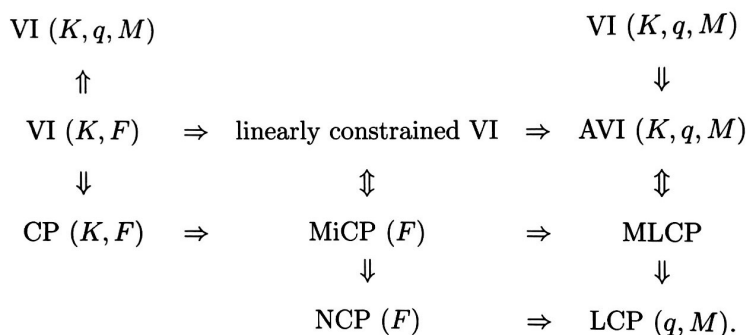 VI (K, q, M) VI (K, q, M)
⇑ ⇓
VI (K, F) ⇒ linearly constrained VI ⇒ AVI (K, q, M)
⇓ ⇕ ⇕
CP (K, F) ⇒ MiCP (F) ⇒ MLCP
⇓ ⇓
NCP (F) ⇒ LCP (q, M).